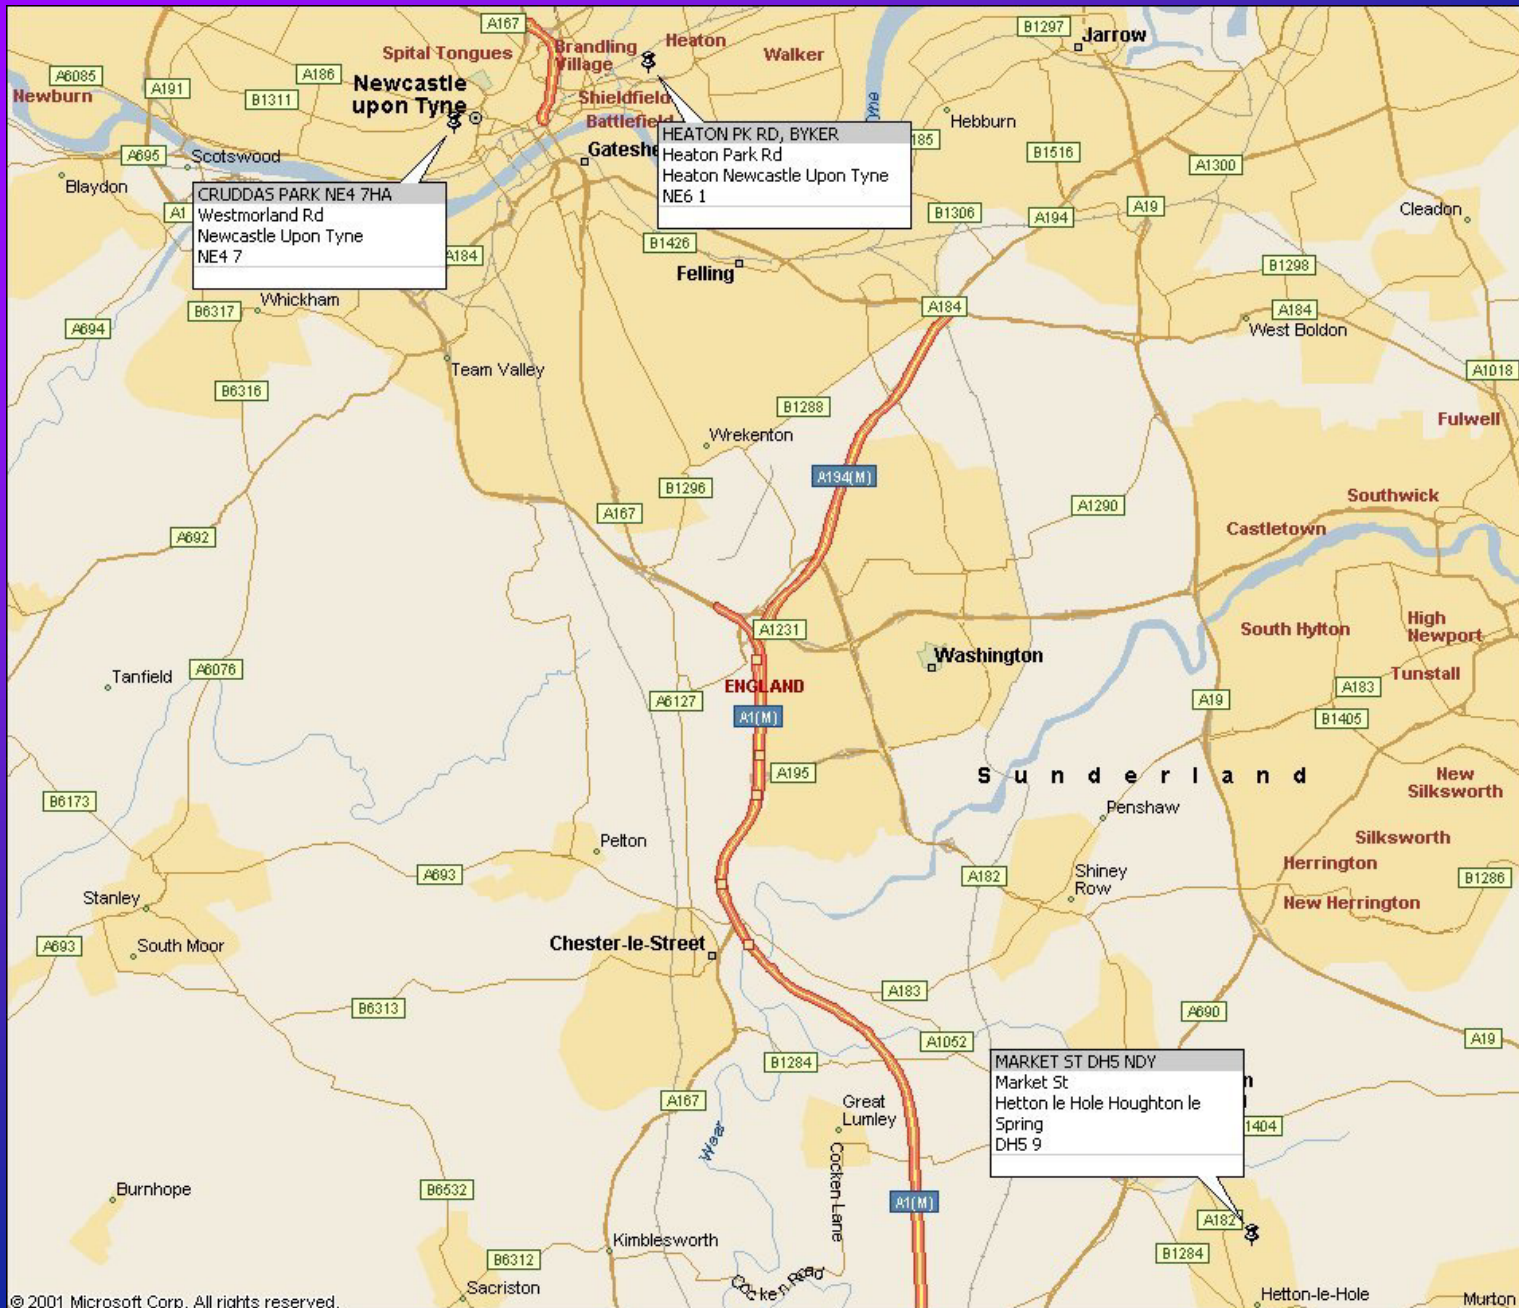 A167
B1297
Jarrow
Spital Tongues
Brandling
Village
Heaton
Walker
A6085
A191
A186
B1311
Newburn
Newcastle
upon Tyne
Shieldfield
Battlefield
yne
Hebburn
A695
Scotswood
Gateshe
185
B1516
A1300
Blaydon
HEATON PK RD, BYKER
Heaton Park Rd
Heaton Newcastle Upon Tyne
NE6 1
CRUDDAS PARK NE4 7HA
Westmorland Rd
Newcastle Upon Tyne
NE4 7
A1
A184
B1306
A194
A19
Cleadon
B1426
Felling
B1298
Whickham
B6317
A694
A184
A184
West Boldon
Team Valley
A1018
B6316
B1288
Fulwell
Wrekenton
A194(M)
B1296
A167
A1290
Southwick
Castletown
A692
A1231
South Hylton
High
Newport
Washington
Tanfield
A6076
ENGLAND
A6127
A1(M)
A19
A183
Tunstall
B1405
A195
Sunderland
New
Silksworth
B6173
Penshaw
Pelton
Silksworth
A693
A182
Shiney
Row
Herrington
B1286
Stanley
New Herrington
A693
South Moor
Chester-le-Street
A183
B6313
A690
A1052
A19
B1284
MARKET ST DH5 NDY
Market St
Hetton le Hole Houghton le
Spring
DH5 9
n
1404
A167
Great
Lumley
Wear
Cocken Lane
Burnhope
B6532
A1(M)
A182
Kimblesworth
B1284
B6312
Cocken Road
Sacriston
Hetton-le-Hole
Murton
© 2001 Microsoft Corp. All rights reserved.